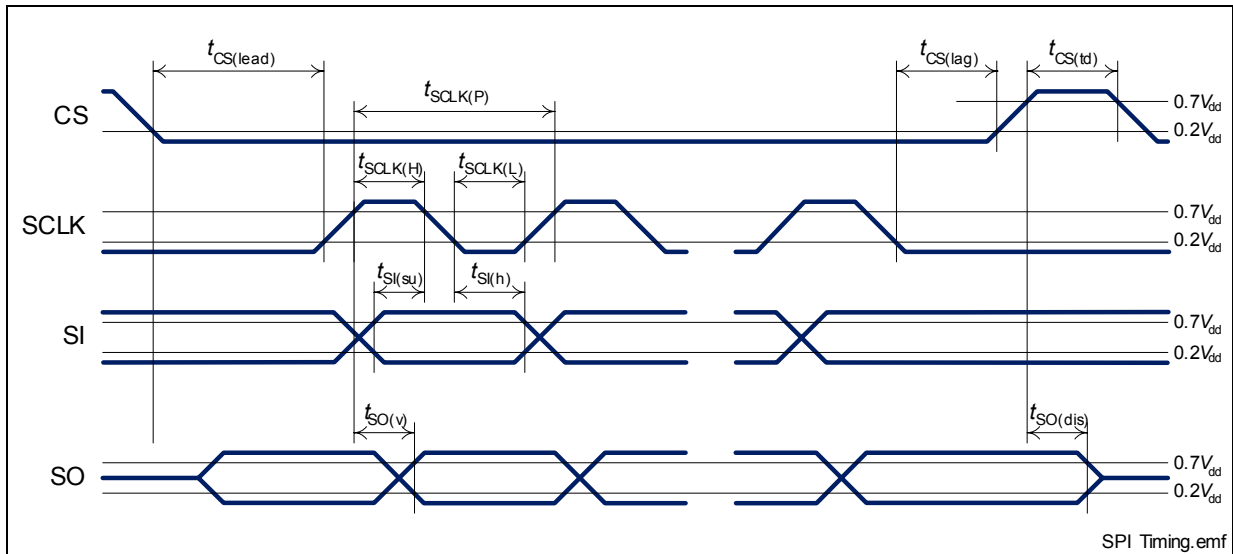 tCS(lead)
tCS(lag)
tCS(td)
tSCLK(P)
CS
0.7Vdd
0.2Vdd
tSCLK(H)
tSCLK(L)
SCLK
0.7Vdd
0.2Vdd
tSI(su)
tSI(h)
SI
0.7Vdd
0.2Vdd
tSO(v)
tSO(dis)
SO
0.7Vdd
0.2Vdd
SPI Timing.emf